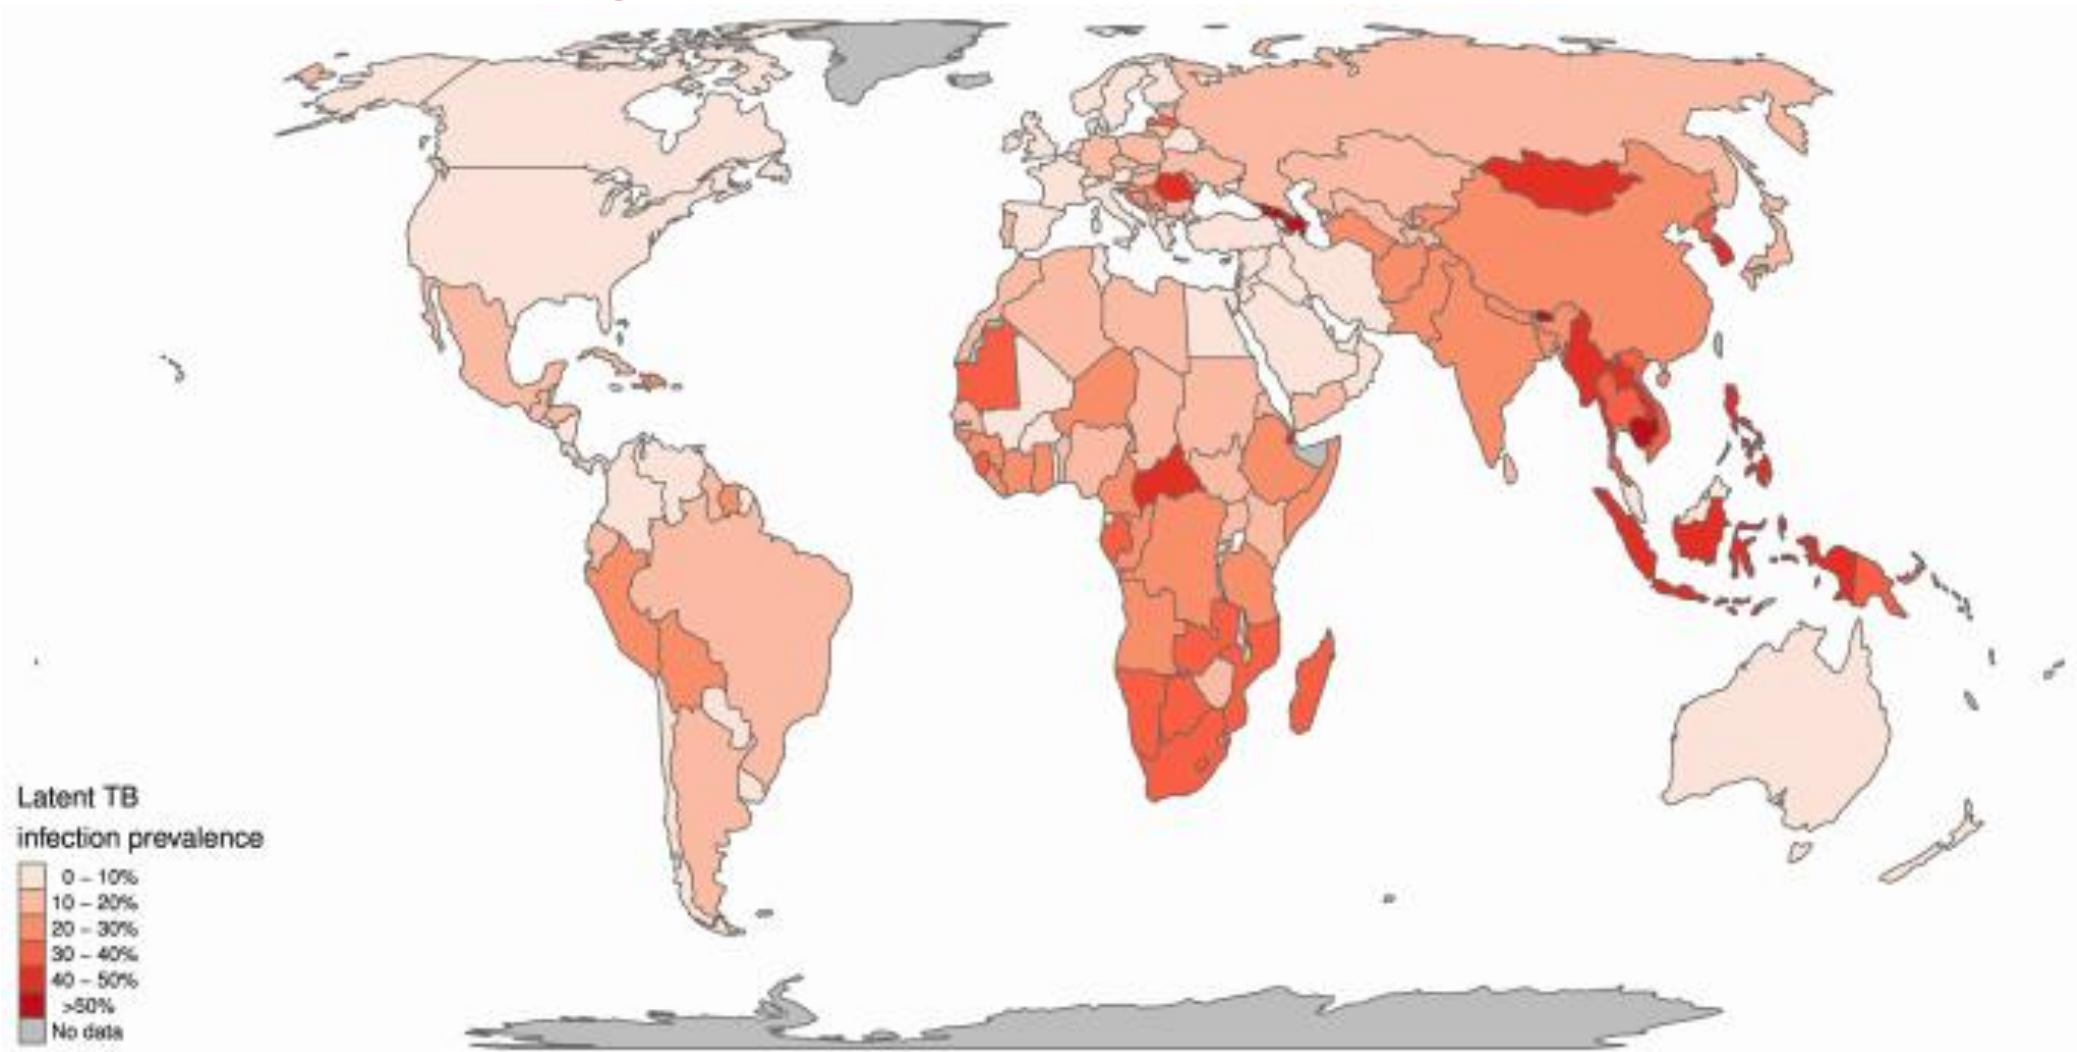 Latent TB
infection prevalence
0 – 10%
10 – 20%
20 – 30%
30 – 40%
40 – 50%
>50%
No data